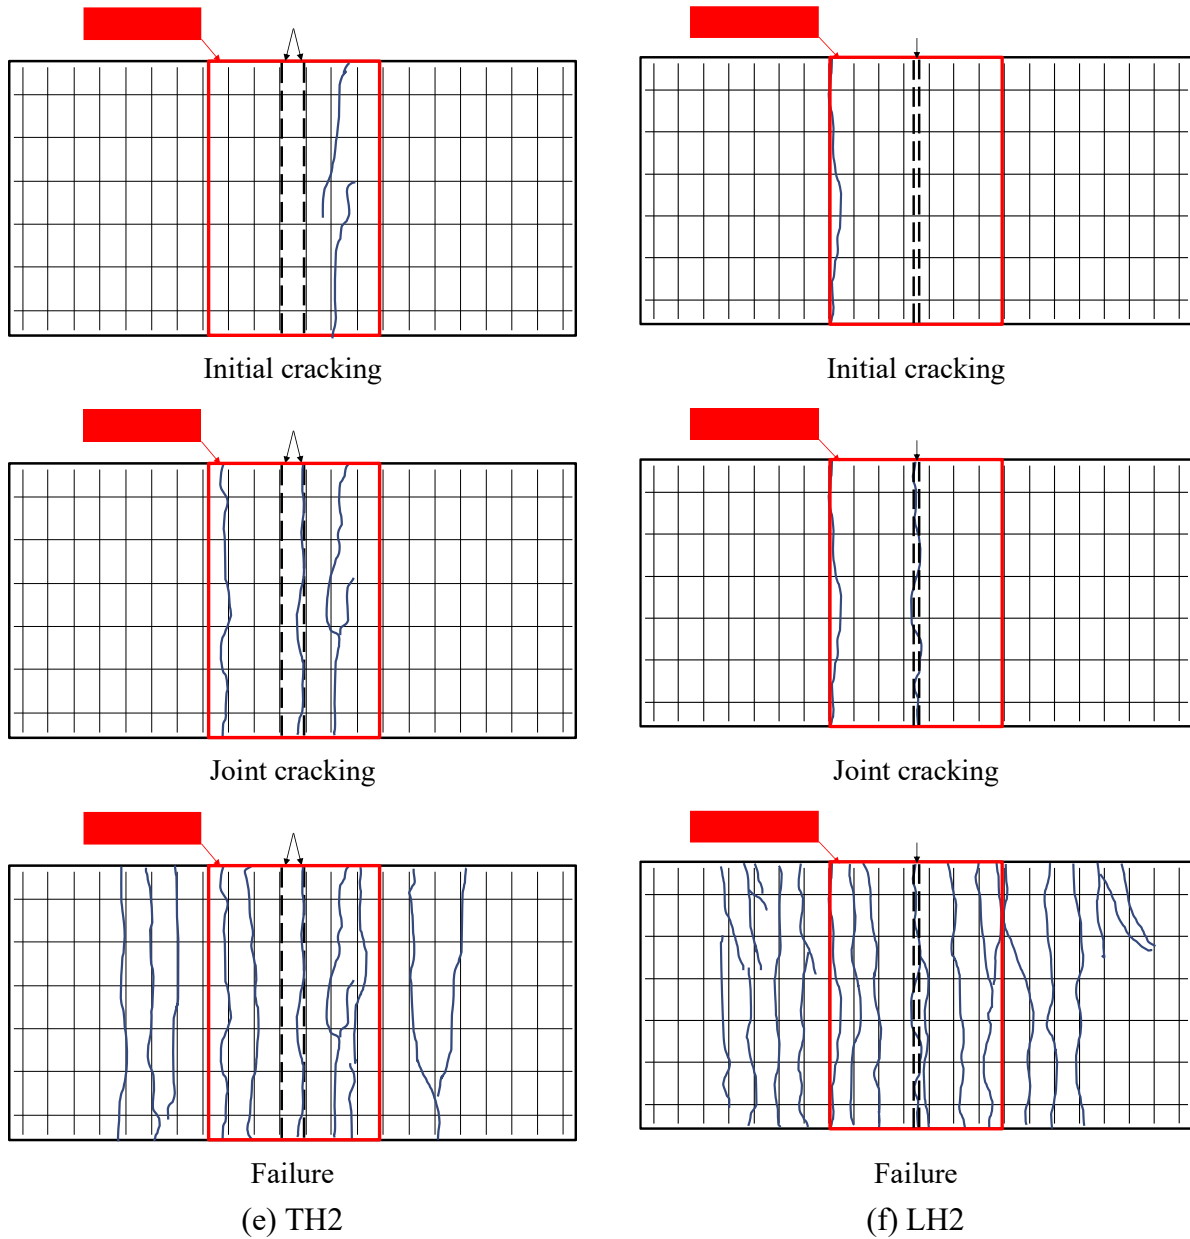 Initial cracking
Initial cracking
Joint cracking
Joint cracking
Failure
Failure
(e) TH2
(f) LH2